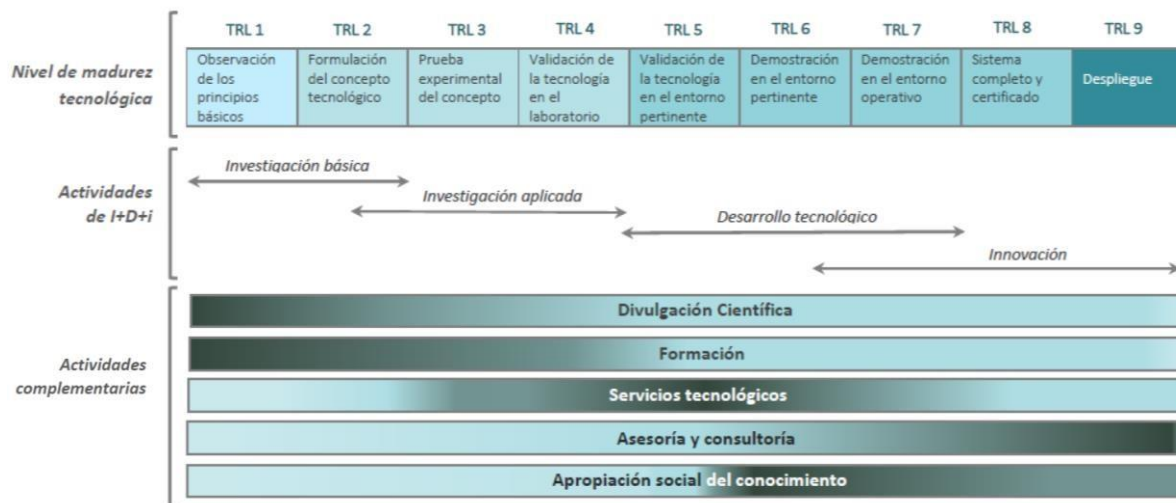 TRL 1
TRL 2
TRL 3
TRL 4
TRL 5
TRL 6
TRL 7
TRL 8
TRL 9
Nivel de madurez
tecnológica
Observación
de los
principios
básicos
Formulación
del concepto
tecnológico
Prueba
experimental
del concepto
Validación de
la tecnología
en el
laboratorio
Validación de
la tecnología
en el entorno
pertinente
Demostración
en el entorno
pertinente
Demostración
en el entorno
operativo
Sistema
completo y
certificado
Despliegue
Actividades
de I+D+i
Investigación básica
Investigación aplicada
Desarrollo tecnológico
Innovación
Actividades
complementarias
Divulgación Científica
Formación
Servicios tecnológicos
Asesoría y consultoría
Apropiación social del conocimiento